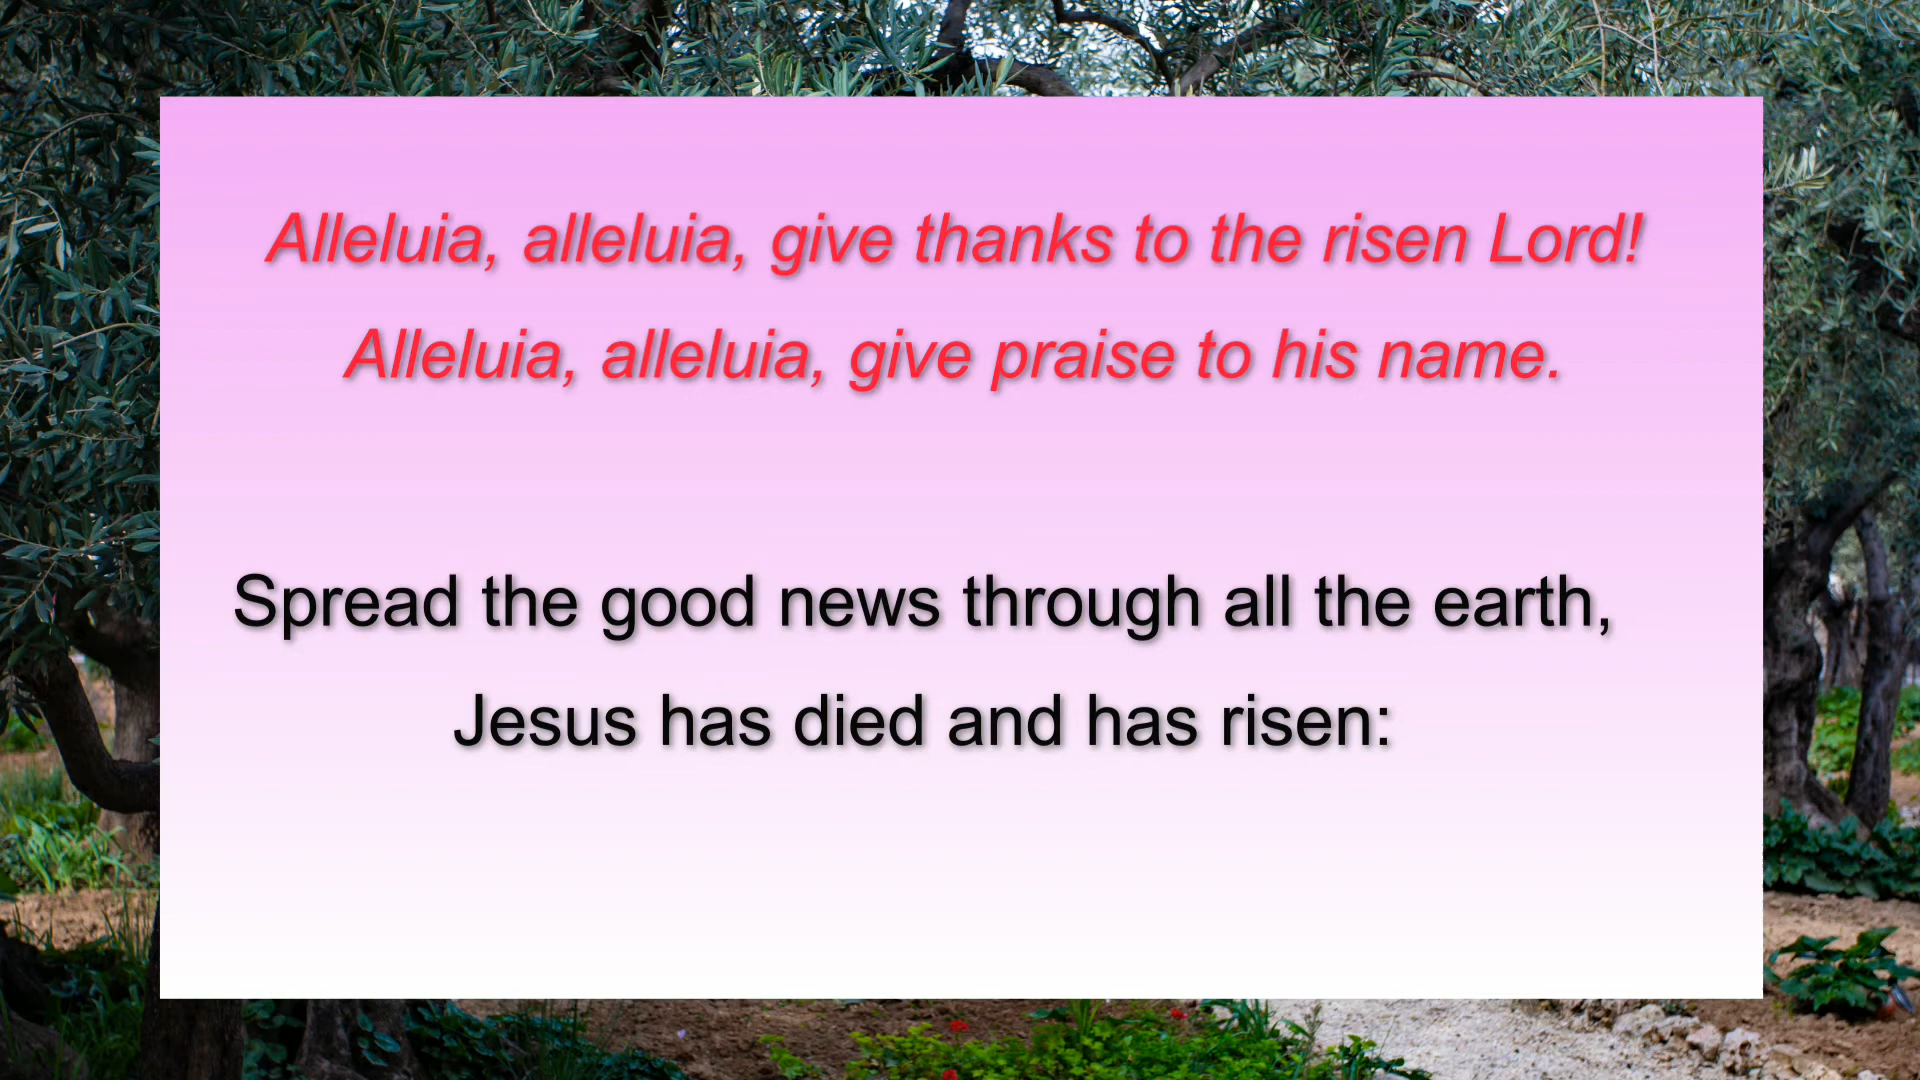 Alleluia, alleluia, give thanks to the risen Lord!
Alleluia, alleluia, give praise to his name.
Spread the good news through all the earth,
Jesus has died and has risen: